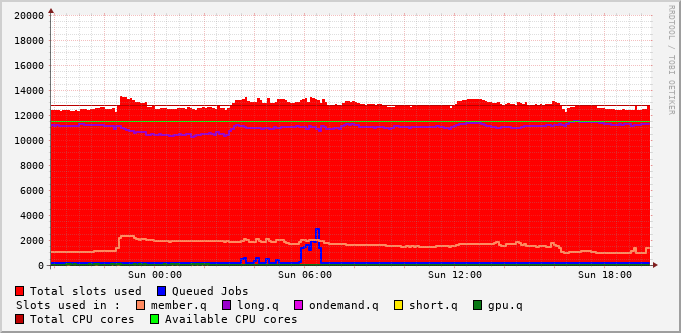 20000
18000
16000
14000
12000
10000
8000
6000
4000
2000
0
Sun 00:00 Sun 06:00 Sun 12:00 Sun 18:00
RRDTOOL / TOBI OETIKER
Total slots used Queued Jobs
Slots used in : member.q long.q ondemand.q short.q gpu.q
Total CPU cores Available CPU cores